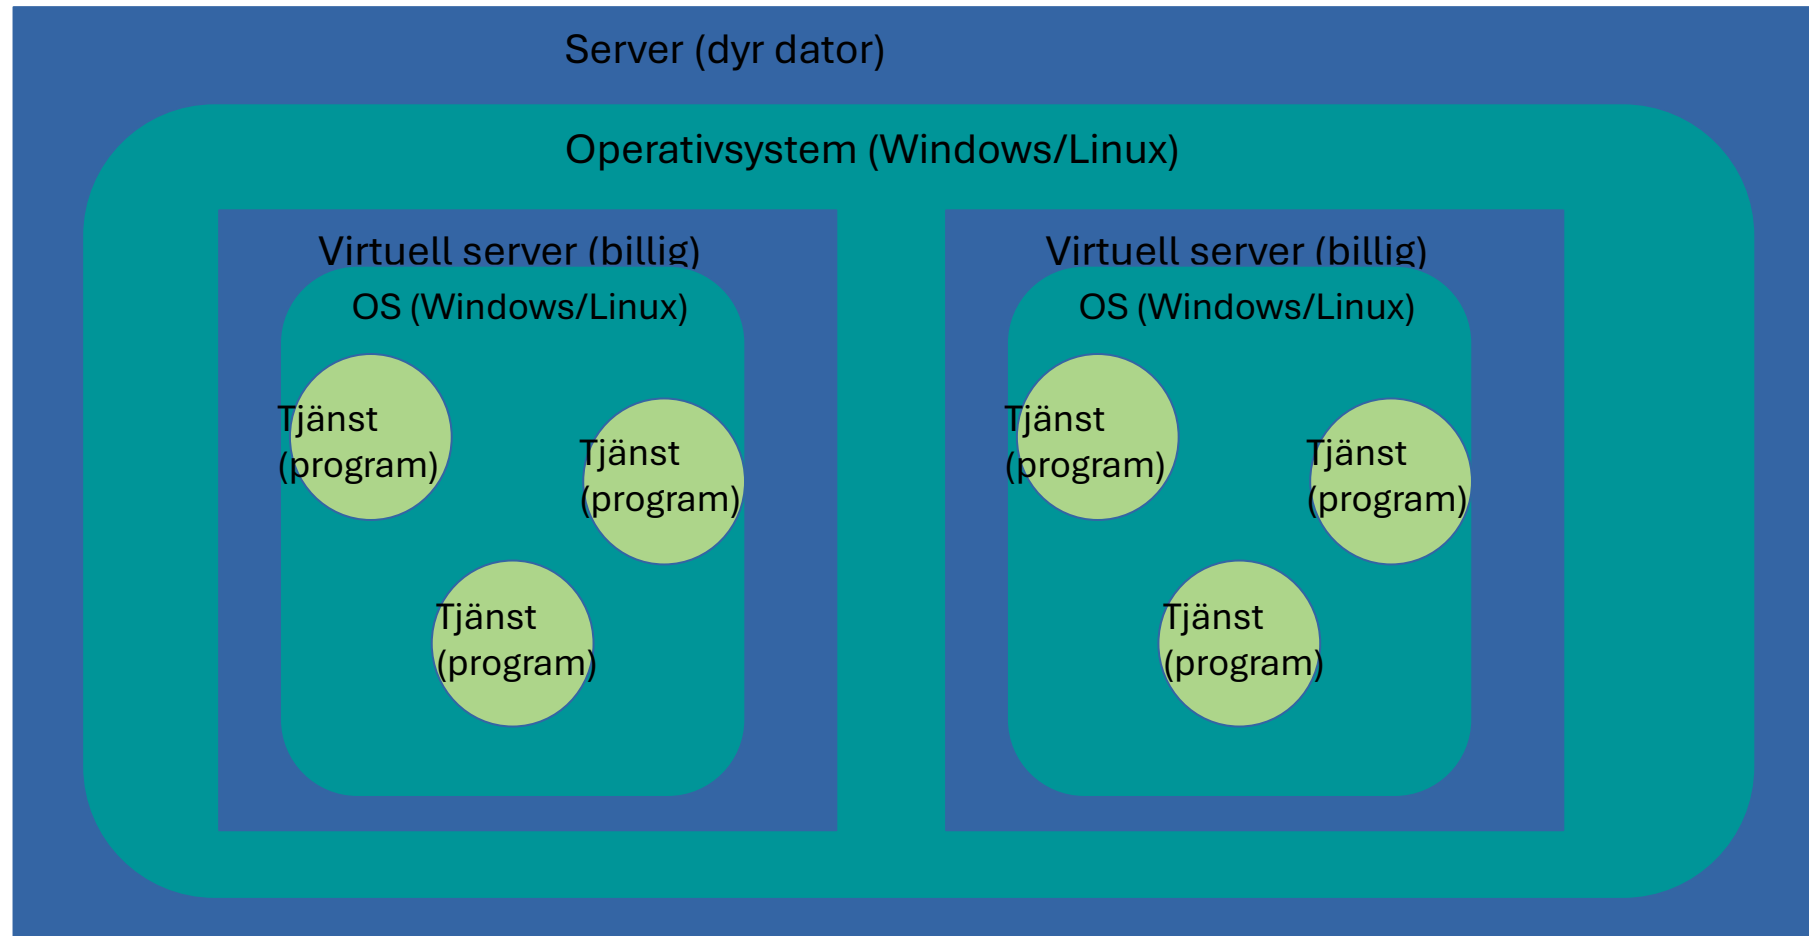 Server (dyr dator)
Operativsystem (Windows/Linux)
Virtuell server (billig)
OS (Windows/Linux)
Tjänst
(program)
Tjänst
(program)
Tjänst
(program)
Virtuell server (billig)
OS (Windows/Linux)
Tjänst
(program)
Tjänst
(program)
Tjänst
(program)